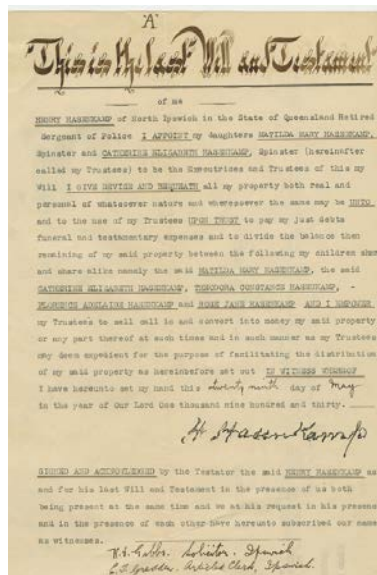 "A"
This is the last Will and Testament
of me
HENRY HASENKAMP of North Ipswich in the State of Queensland Retired
Sergeant of Police I APPOINT my daughters MATILDA MARY HASENKAMP,
Spinster and CATHERINE ELIZABETH HASENKAMP, Spinster (hereinafter
called my Trustees) to be the Executrices and Trustees of this my
Will I GIVE DEVISE AND BEQUEATH all my property both real and
personal of whatsoever nature and wheresoever the same may be UNTO
and to the use of my Trustees UPON TRUST to pay my just debts
funeral and testamentary expenses and to divide the balance then
remaining of my said property between the following my children share
and share alike namely the said MATILDA MARY HASENKAMP, the said
CATHERINE ELIZABETH HASENKAMP, THEODORA CONSTANCE HASENKAMP, -
FLORENCE ADELAIDE HASENKAMP and ROSE JANE HASENKAMP AND I EMPOWER
my Trustees to sell call in and convert into money my said property
or any part thereof at such times and in such manner as my Trustees
may deem expedient for the purpose of facilitating the distribution
of my said property as hereinbefore set out IN WITNESS WHEREOF
I have hereunto set my hand this twenty ninth day of May
in the year of Our Lord One thousand nine hundred and thirty.
H Hasenkamp
SIGNED AND ACKNOWLEDGED by the Testator the said HENRY HASENKAMP as
and for his last Will and Testament in the presence of us both
being present at the same time and we at his request in his presence
and in the presence of each other have hereunto subscribed our names
as witnesses.
Solicitor. Ipswich
Articled Clerk, Ipswich.